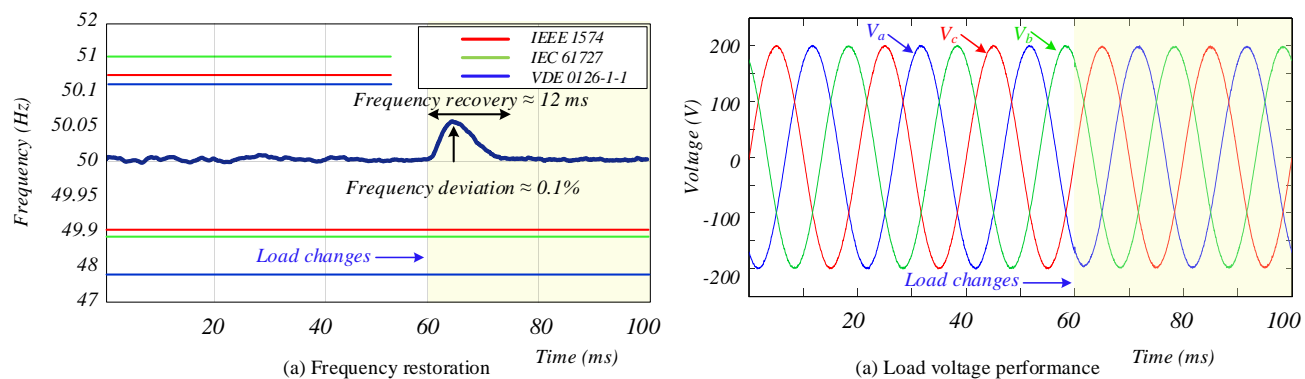 52
51
50.1
50.05
50
49.95
49.9
48
47
Frequency (Hz)
IEEE 1574
IEC 61727
VDE 0126-1-1
Frequency recovery ≈ 12 ms
Frequency deviation ≈ 0.1%
Load changes
20
40
60
80
100
Time (ms)
(a) Frequency restoration
200
100
0
-100
-200
Voltage (V)
Va
Vc
Vb
Load changes
20
40
60
80
100
Time (ms)
(a) Load voltage performance